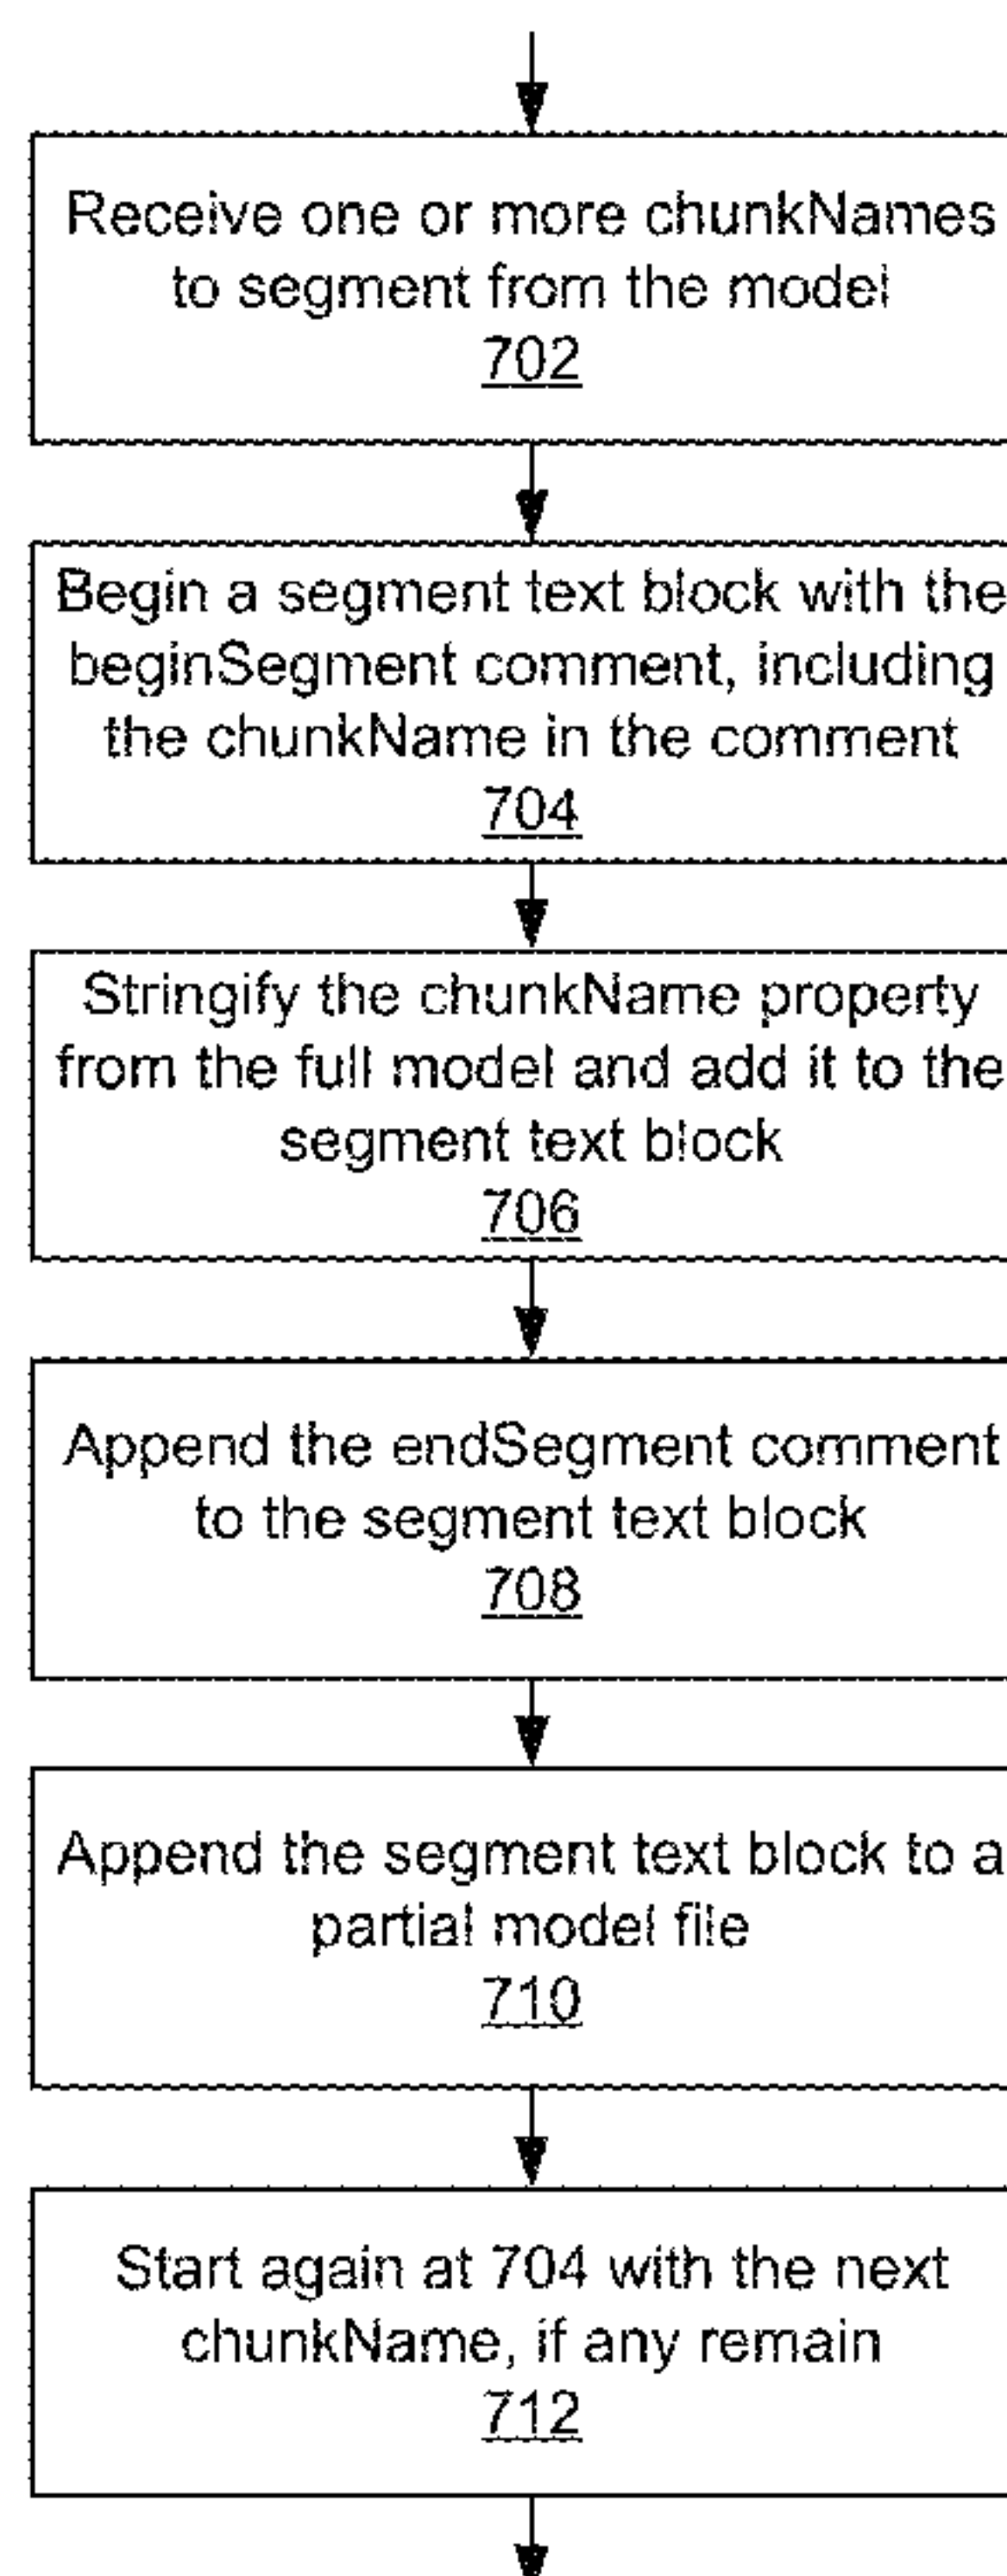 Receive one or more chunkNames
to segment from the model
702
Begin a segment text block with the
beginSegment comment, including
the chunkName in the comment
704
Stringify the chunkName property
from the full model and add it to the
segment text block
706
Append the endSegment comment
to the segment text block
708
Append the segment text block to a
partial model file
710
Start again at 704 with the next
chunkName, if any remain
712